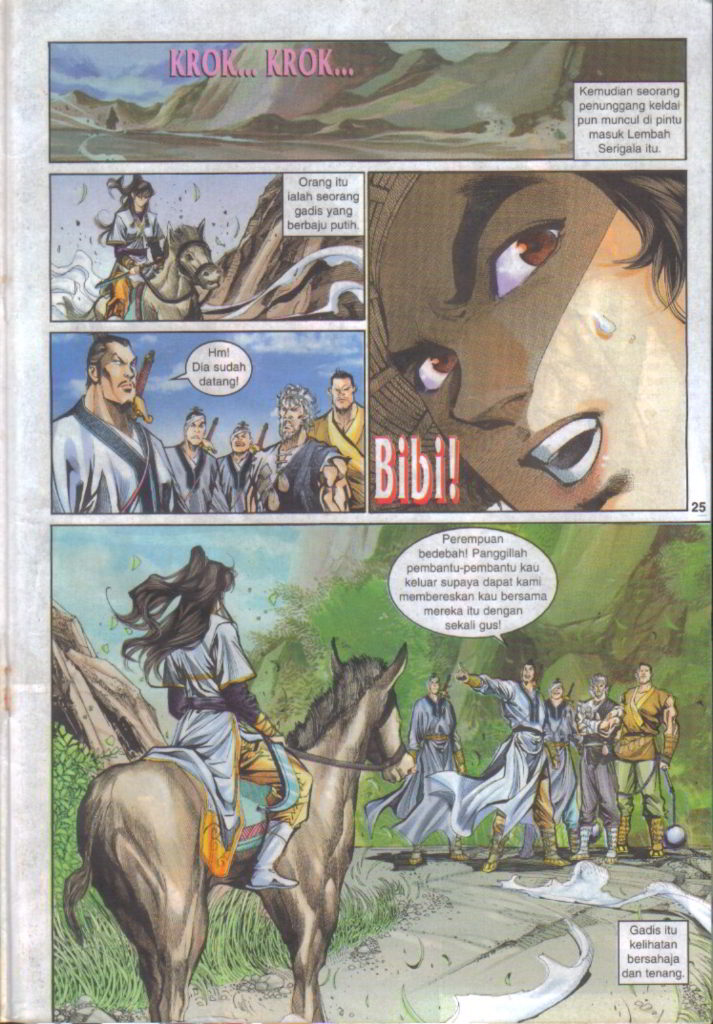 KROK... KROK...
Kemudian seorang
penunggang keldai
pun muncul di pintu
masuk Lembah
Serigala itu.
Orang itu
ialah seorang
gadis yang
berbaju putih.
Hm!
Dia sudah
datang!
Bibi!
25
Perempuan
bedebah! Panggillah
pembantu-pembantu kau
keluar supaya dapat kami
membereskan kau bersama
mereka itu dengan
sekali gus!
Gadis itu
kelihatan
bersahaja
dan tenang.